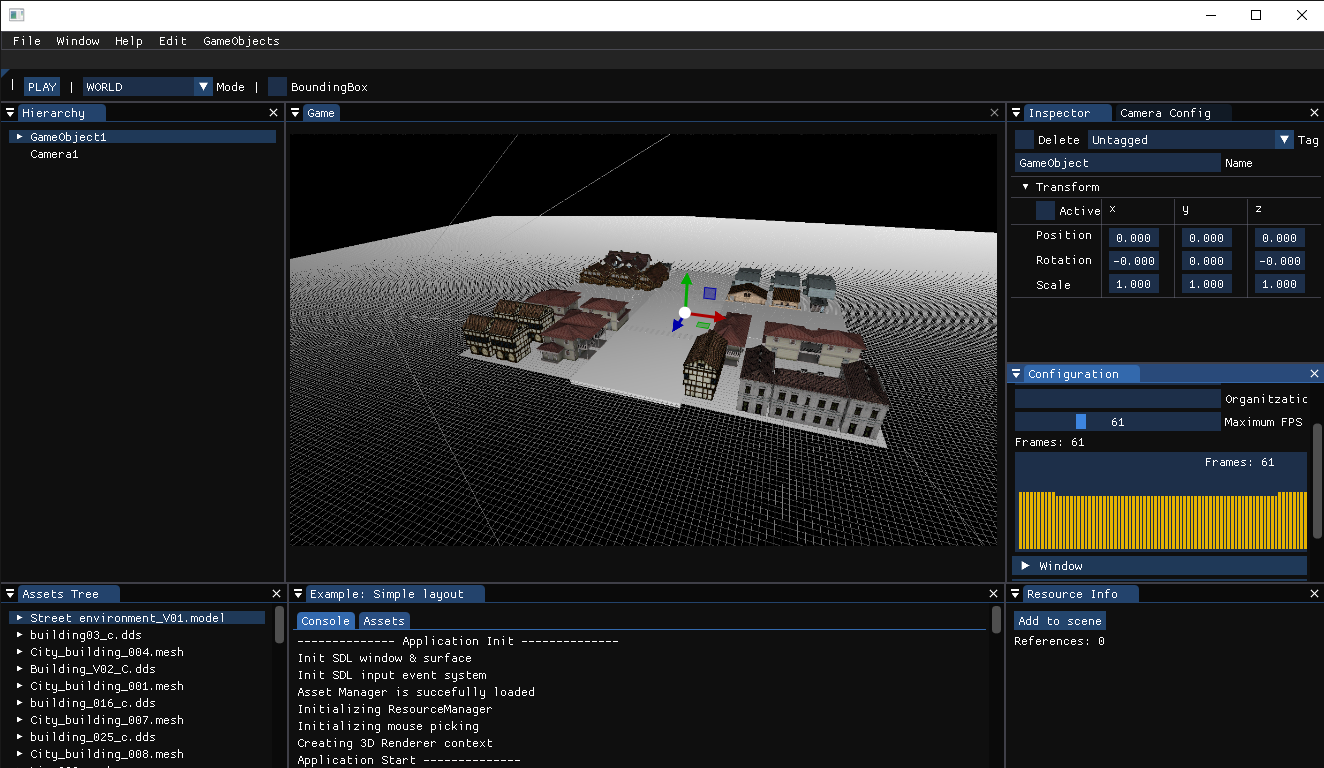 File Window Help Edit GameObjects
| PLAY | WORLD Mode | BoundingBox
Hierarchy
GameObject1
Camera1
Game
Inspector Camera Config
Delete Untagged Tag
GameObject Name
Transform
Active x y z
Position 0.000 0.000 0.000
Rotation -0.000 0.000 -0.000
Scale 1.000 1.000 1.000
Configuration
Organitzatic
61 Maximum FPS
Frames: 61
Frames: 61
Window
Assets Tree
Street environment_V01.model
building03_c.dds
City_building_004.mesh
Building_V02_C.dds
City_building_001.mesh
building_016_c.dds
City_building_007.mesh
building_025_c.dds
City_building_008.mesh
Example: Simple layout
Console Assets
-------------- Application Init --------------
Init SDL window & surface
Init SDL input event system
Asset Manager is succefully loaded
Initializing ResourceManager
Initializing mouse picking
Creating 3D Renderer context
Application Start --------------
Resource Info
Add to scene
References: 0